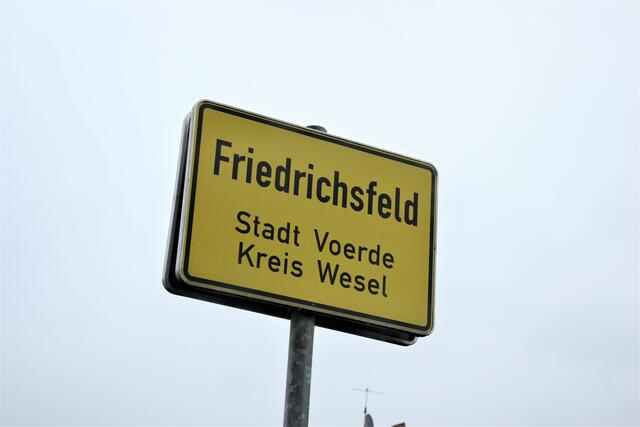 Friedrichsfeld
Stadt Voerde
Kreis Wesel